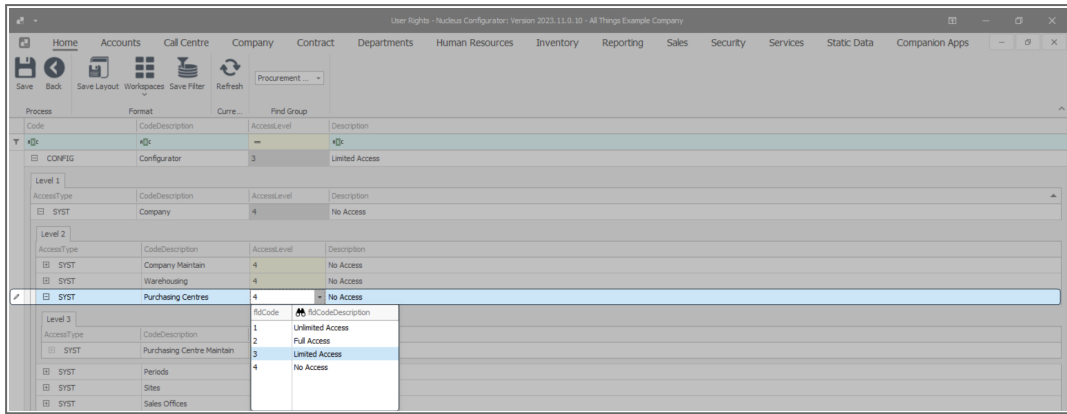 User Rights - Nucleus Configurator: Version 2023.11.0.10 - All Things Example Company
Home Accounts Call Centre Company Contract Departments Human Resources Inventory Reporting Sales Security Services Static Data Companion Apps
Save Back Save Layout Workspaces Save Filter Refresh Procurement ...
Process Format Curre... Find Group
Code CodeDescription AccessLevel Description
CONFIG Configurator 3 Limited Access
Level 1
AccessType CodeDescription AccessLevel Description
SYST Company 4 No Access
Level 2
AccessType CodeDescription AccessLevel Description
SYST Company Maintain 4 No Access
SYST Warehousing 4 No Access
SYST Purchasing Centres 4 No Access
fldCode fldCodeDescription
Level 3
1 Unlimited Access
AccessType CodeDescription
2 Full Access
SYST Purchasing Centre Maintain 3 Limited Access
4 No Access
SYST Periods
SYST Sites
SYST Sales Offices